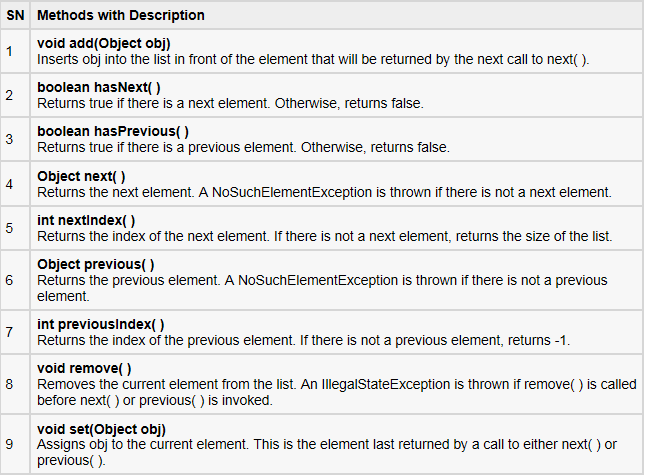 SN Methods with Description
1
void add(Object obj)
Inserts obj into the list in front of the element that will be returned by the next call to next( ).
2
boolean hasNext( )
Returns true if there is a next element. Otherwise, returns false.
3
boolean hasPrevious( )
Returns true if there is a previous element. Otherwise, returns false.
4
Object next( )
Returns the next element. A NoSuchElementException is thrown if there is not a next element.
5
int nextIndex( )
Returns the index of the next element. If there is not a next element, returns the size of the list.
6
Object previous( )
Returns the previous element. A NoSuchElementException is thrown if there is not a previous
element.
7
int previousIndex( )
Returns the index of the previous element. If there is not a previous element, returns -1.
8
void remove( )
Removes the current element from the list. An IllegalStateException is thrown if remove( ) is called
before next( ) or previous( ) is invoked.
9
void set(Object obj)
Assigns obj to the current element. This is the element last returned by a call to either next( ) or
previous( ).